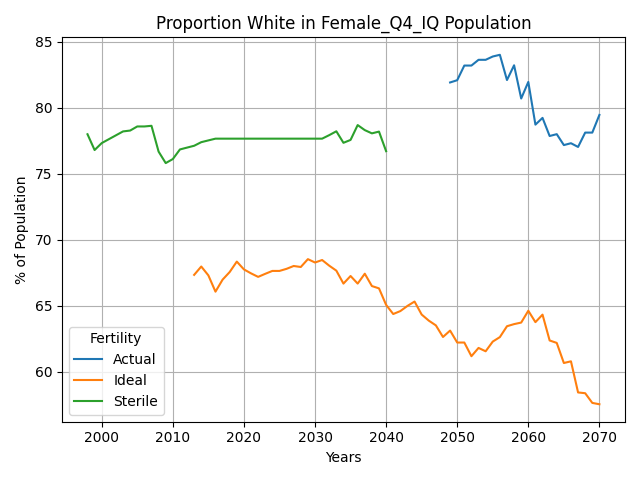 Proportion White in Female_Q4_IQ Population
% of Population
85
80
75
70
65
60
Fertility
Actual
Ideal
Sterile
2000 2010 2020 2030 2040 2050 2060 2070
Years